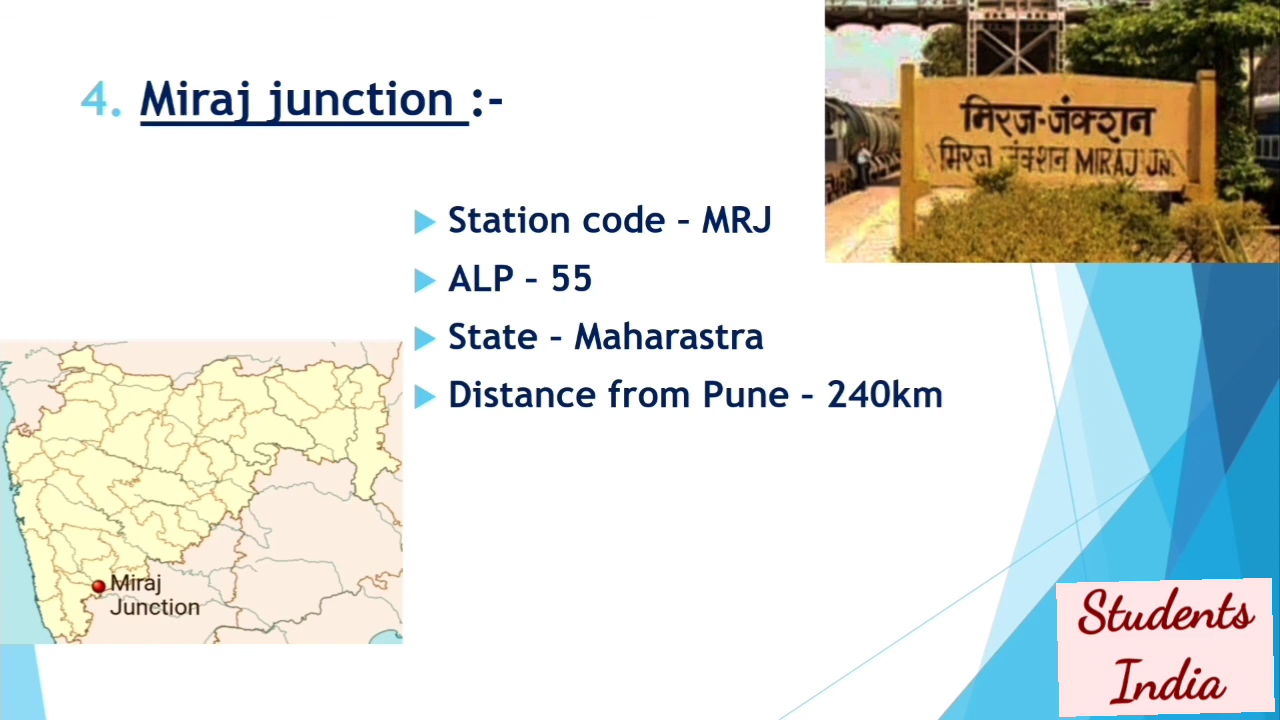 4. Miraj junction :-
मिरज-जंक्शन
मिरज जंक्शन MIRAJ JN.
Station code – MRJ
ALP – 55
State – Maharastra
Distance from Pune – 240km
Miraj
Junction
Students
India